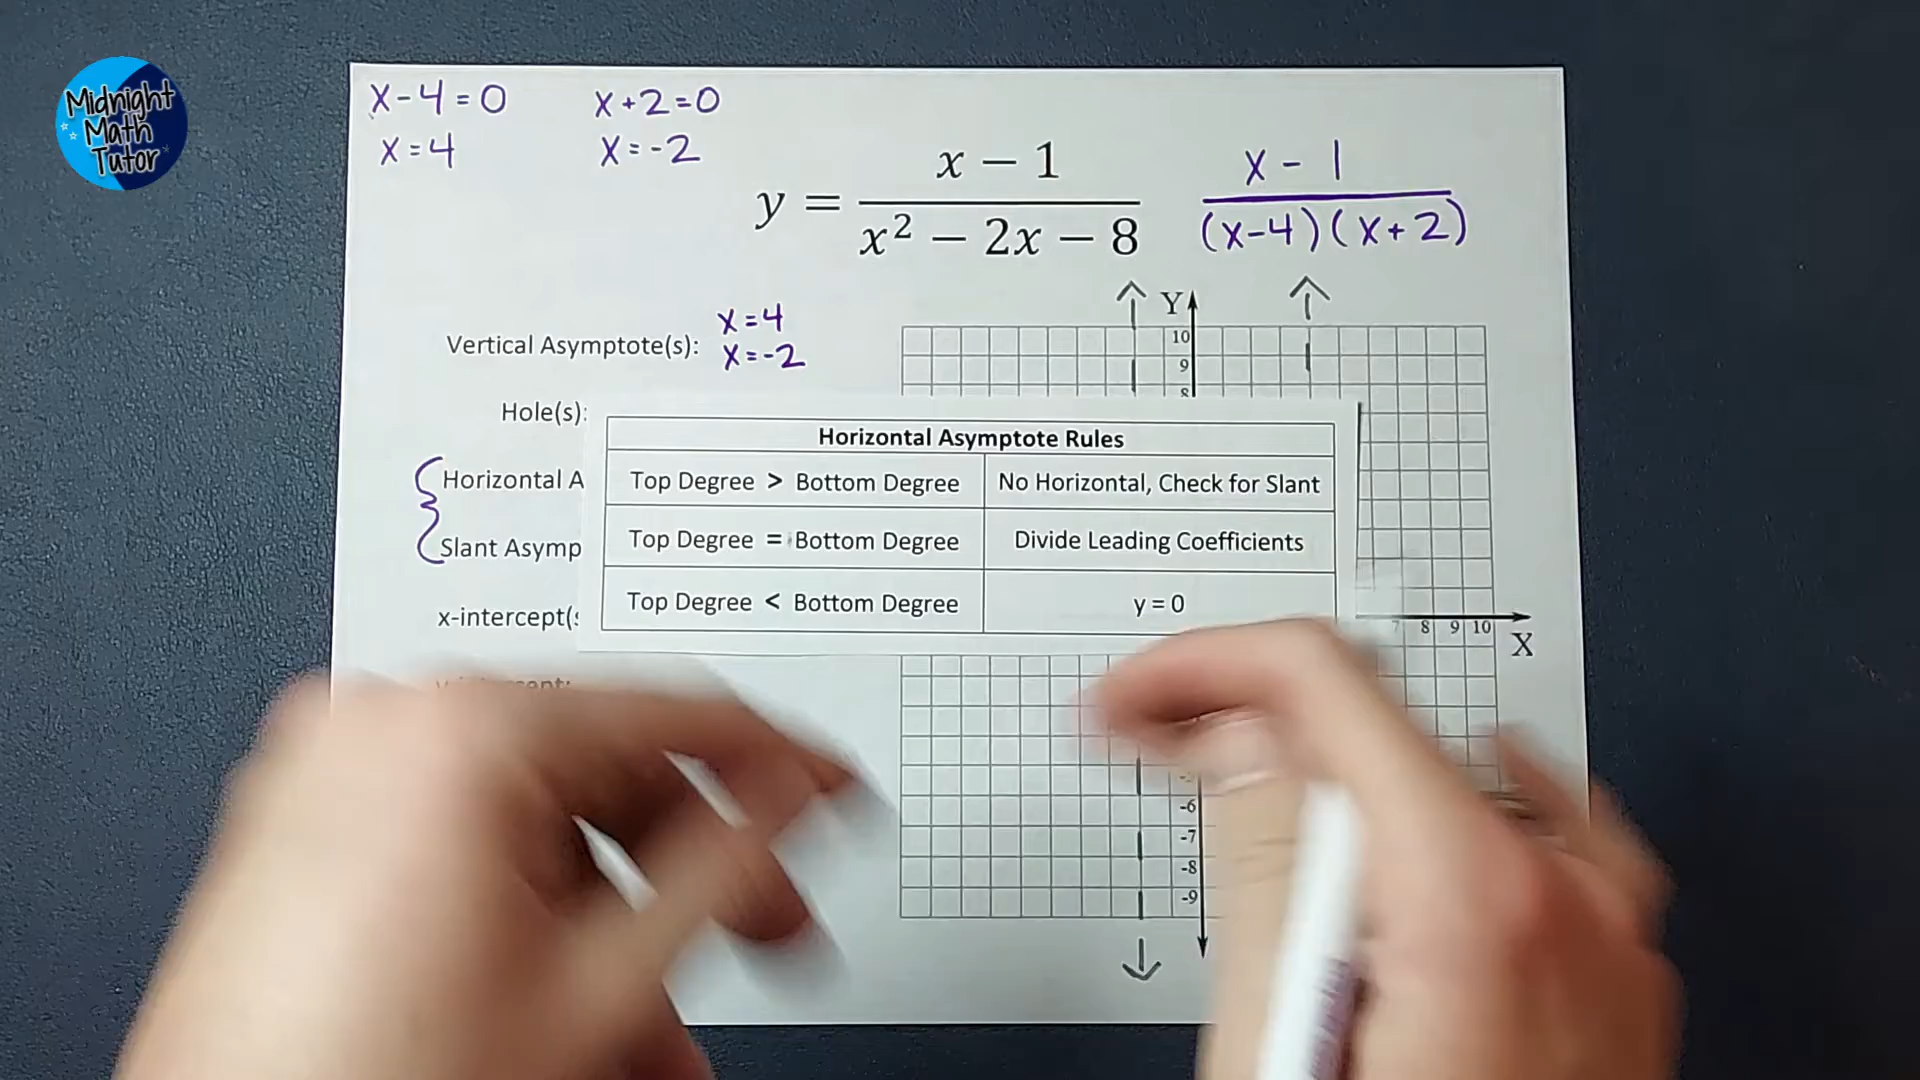 Midnight
Math
Tutor
x-4=0
x=4
x+2=0
x=-2
y = x − 1
x² − 2x − 8
x - 1
(x-4)(x+2)
Vertical Asymptote(s):
x=4
x=-2
Hole(s):
Horizontal A
Slant Asymp
x-intercept(s
Horizontal Asymptote Rules
Top Degree > Bottom Degree
No Horizontal, Check for Slant
Top Degree = Bottom Degree
Divide Leading Coefficients
Top Degree < Bottom Degree
y = 0
Y
10
9
8
7 8 9 10
X
-6
-7
-8
-9